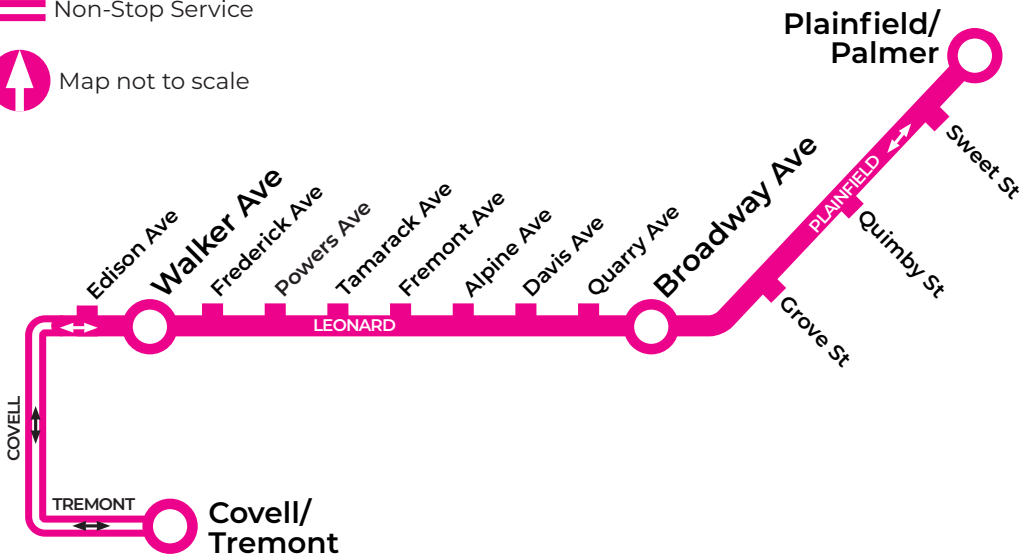 Non-Stop Service
Map not to scale
Plainfield/
Palmer
Sweet St
Quimby St
Grove St
PLAINFIELD
Broadway Ave
Quarry Ave
Davis Ave
Alpine Ave
Fremont Ave
Tamarack Ave
Powers Ave
Frederick Ave
Walker Ave
Edison Ave
LEONARD
COVELL
TREMONT
Covell/
Tremont